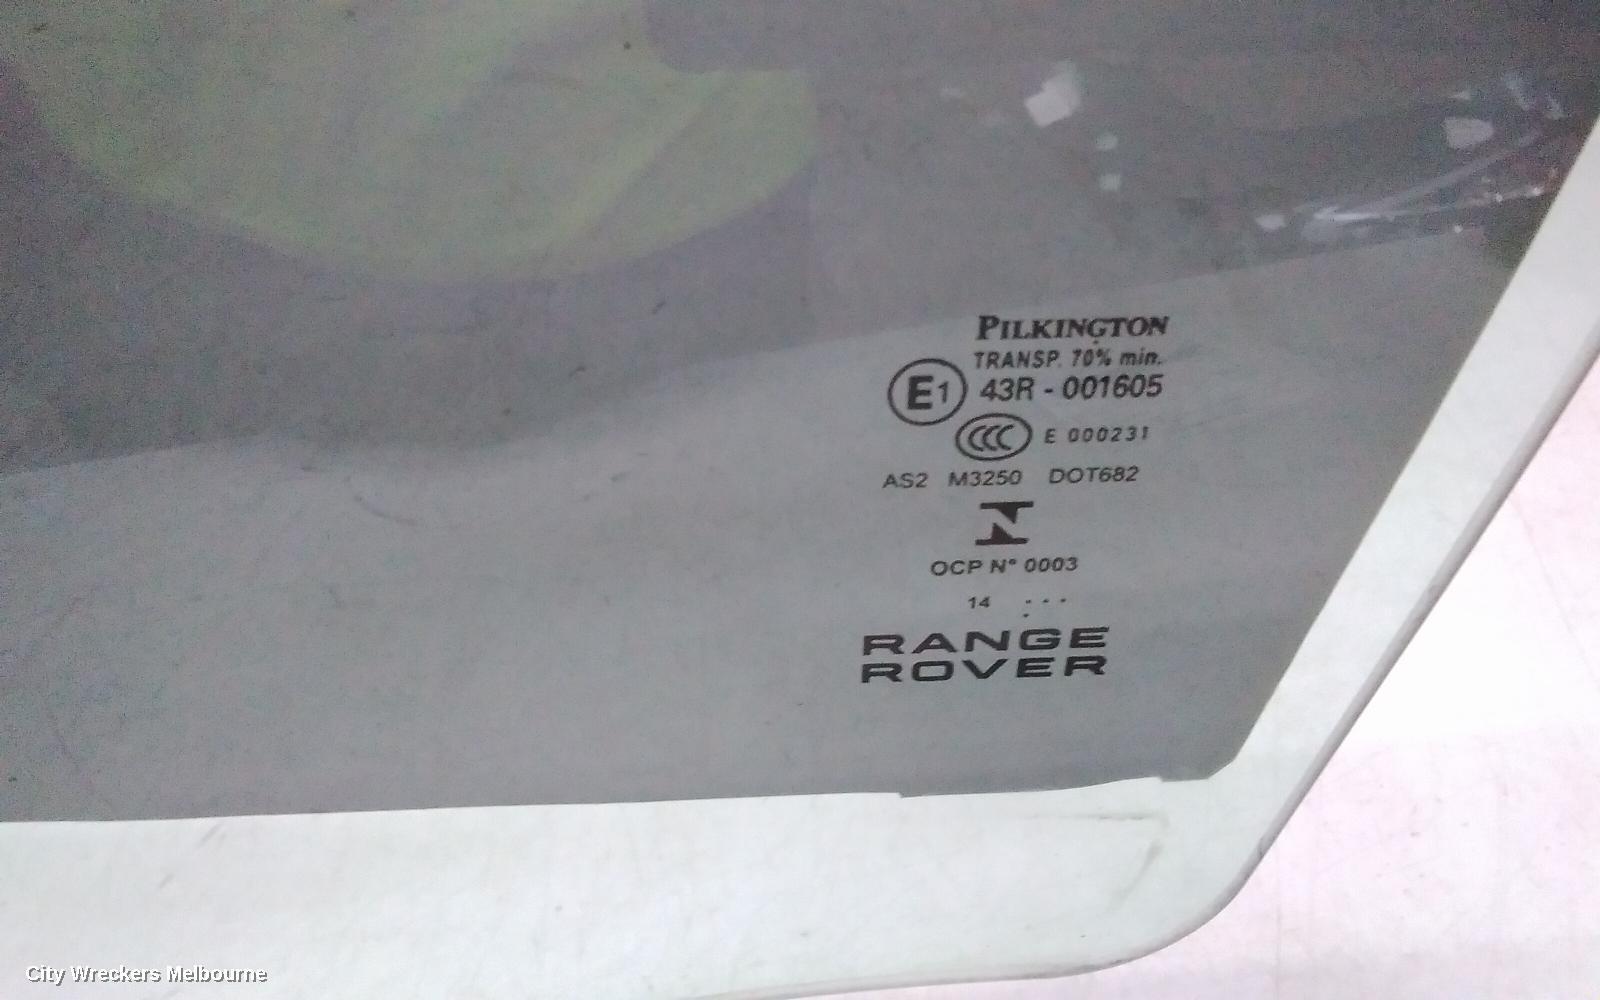 PILKINGTON
TRANSP. 70% min.
E1 43R - 001605
CCC E 000231
AS2 M3250 DOT682
OCP N° 0003
14 . . .
RANGE
ROVER
City Wreckers Melbourne